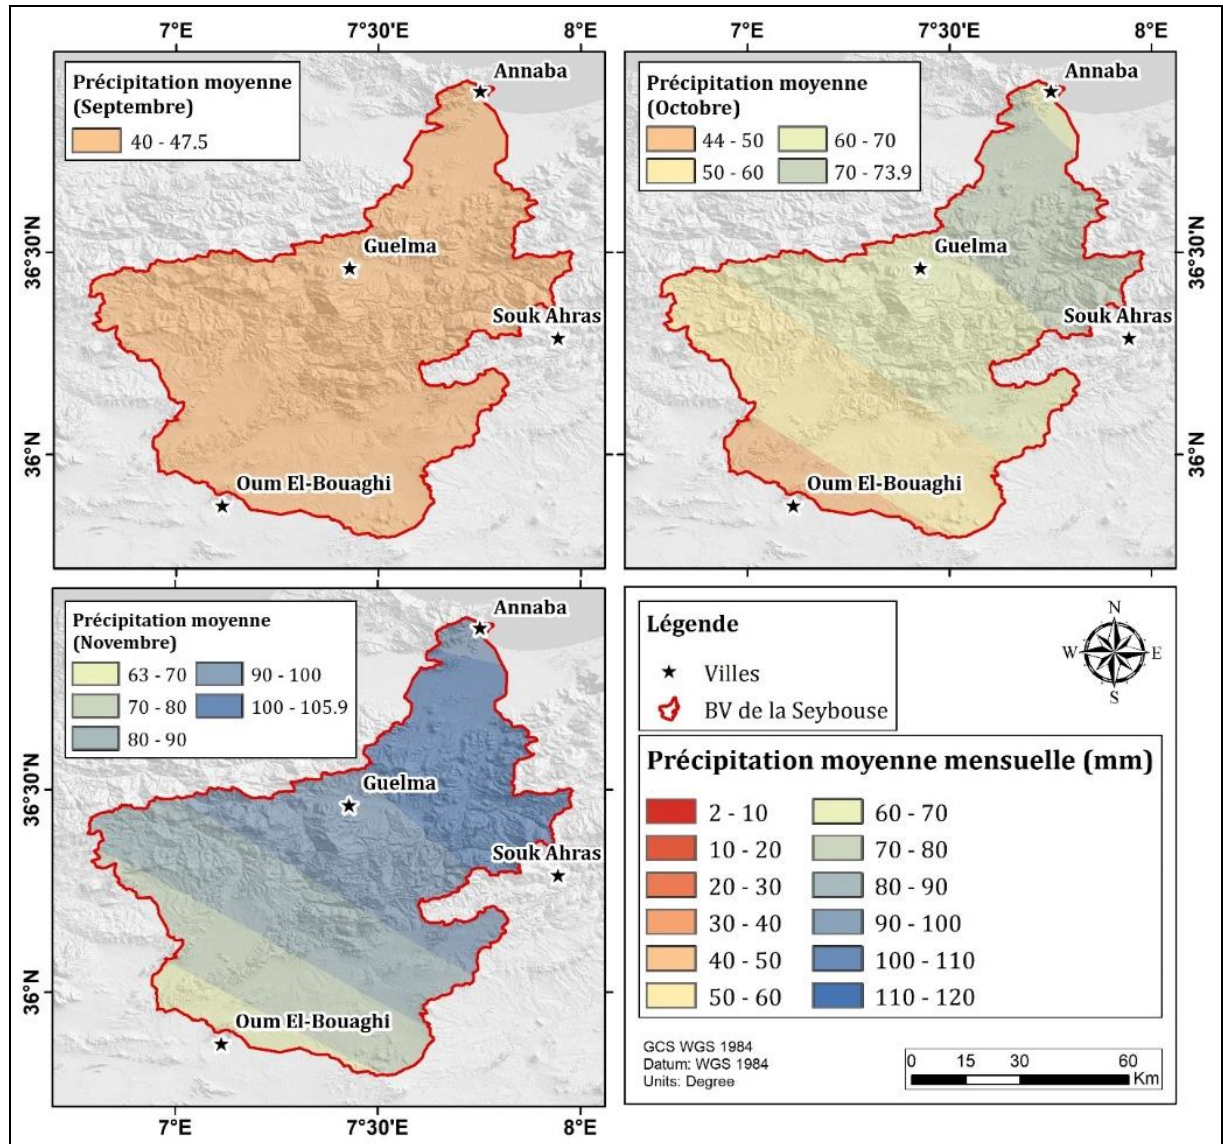 7°E
7°30'E
8°E
7°E
7°30'E
8°E
Précipitation moyenne
(Septembre)
40 - 47.5
Annaba
Guelma
Souk Ahras
Oum El-Bouaghi
36°30'N
36°N
Précipitation moyenne
(Octobre)
44 - 50
60 - 70
50 - 60
70 - 73.9
Annaba
Guelma
Souk Ahras
Oum El-Bouaghi
36°30'N
36°N
Précipitation moyenne
(Novembre)
63 - 70
90 - 100
70 - 80
100 - 105.9
80 - 90
Annaba
Guelma
Souk Ahras
Oum El-Bouaghi
36°30'N
36°N
7°E
7°30'E
8°E
Légende
Villes
BV de la Seybouse
N
W
E
S
Précipitation moyenne mensuelle (mm)
2 - 10
60 - 70
10 - 20
70 - 80
20 - 30
80 - 90
30 - 40
90 - 100
40 - 50
100 - 110
50 - 60
110 - 120
GCS WGS 1984
Datum: WGS 1984
Units: Degree
0 15 30 60
Km